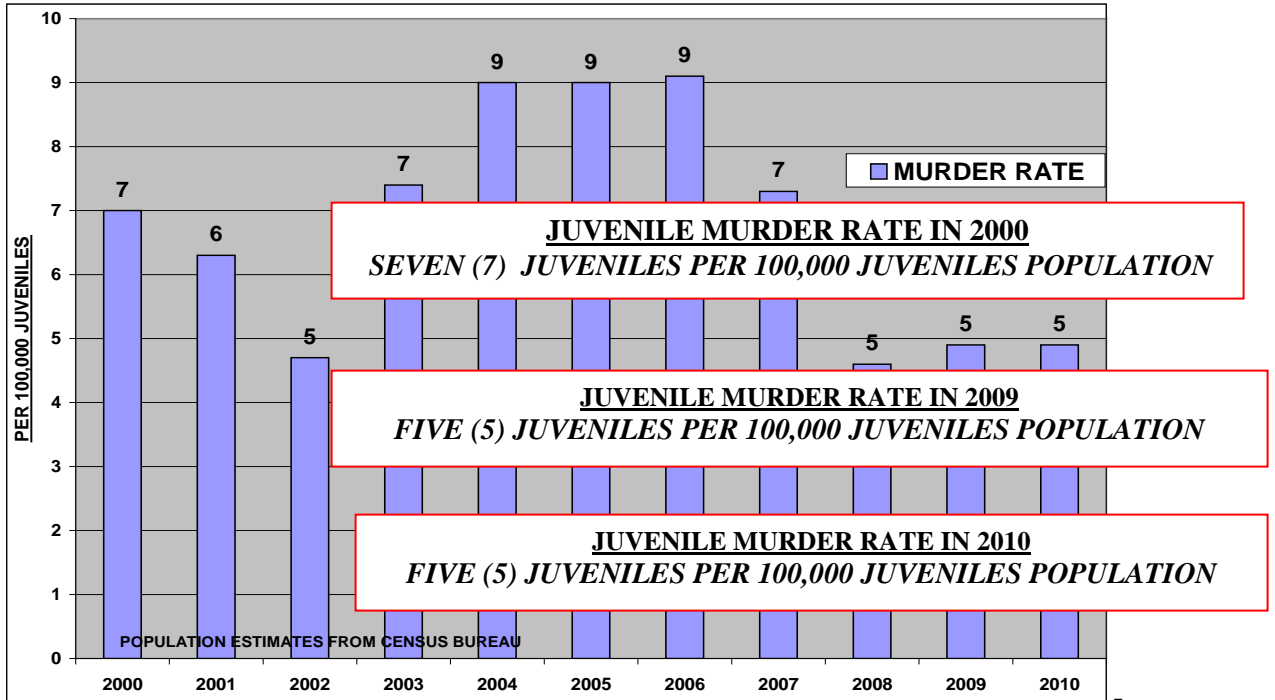 10
9
8
7
6
5
4
3
2
1
0
PER 100,000 JUVENILES
7
6
5
7
9
9
9
7
5
5
5
MURDER RATE
JUVENILE MURDER RATE IN 2000
SEVEN (7) JUVENILES PER 100,000 JUVENILES POPULATION
JUVENILE MURDER RATE IN 2009
FIVE (5) JUVENILES PER 100,000 JUVENILES POPULATION
JUVENILE MURDER RATE IN 2010
FIVE (5) JUVENILES PER 100,000 JUVENILES POPULATION
POPULATION ESTIMATES FROM CENSUS BUREAU
2000 2001 2002 2003 2004 2005 2006 2007 2008 2009 2010